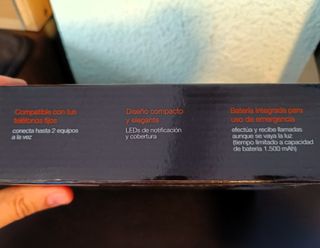 Compatible con tus
teléfonos fijos
conecta hasta 2 equipos
a la vez
Diseño compacto
y elegante
LEDs de notificación
y cobertura
Batería integrada para
uso de emergencia
efectúa y recibe llamadas
aunque se vaya la luz
(tiempo limitado a capacidad
de batería 1.500 mAh)